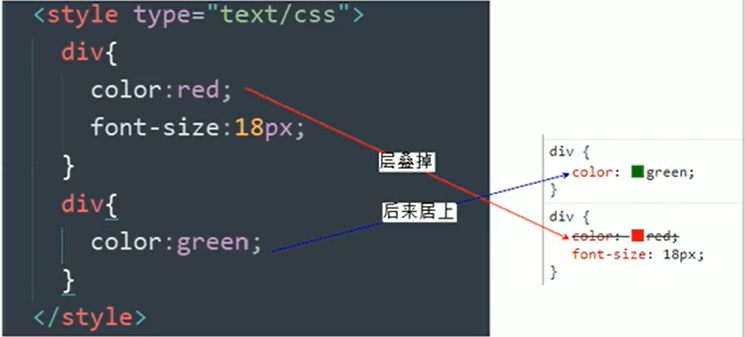 <style type="text/css">
div{
color:red;
font-size:18px;
}
div{
color:green;
}
</style>
层叠掉
后来居上
div {
color: green;
}
div {
color: red;
font-size: 18px;
}